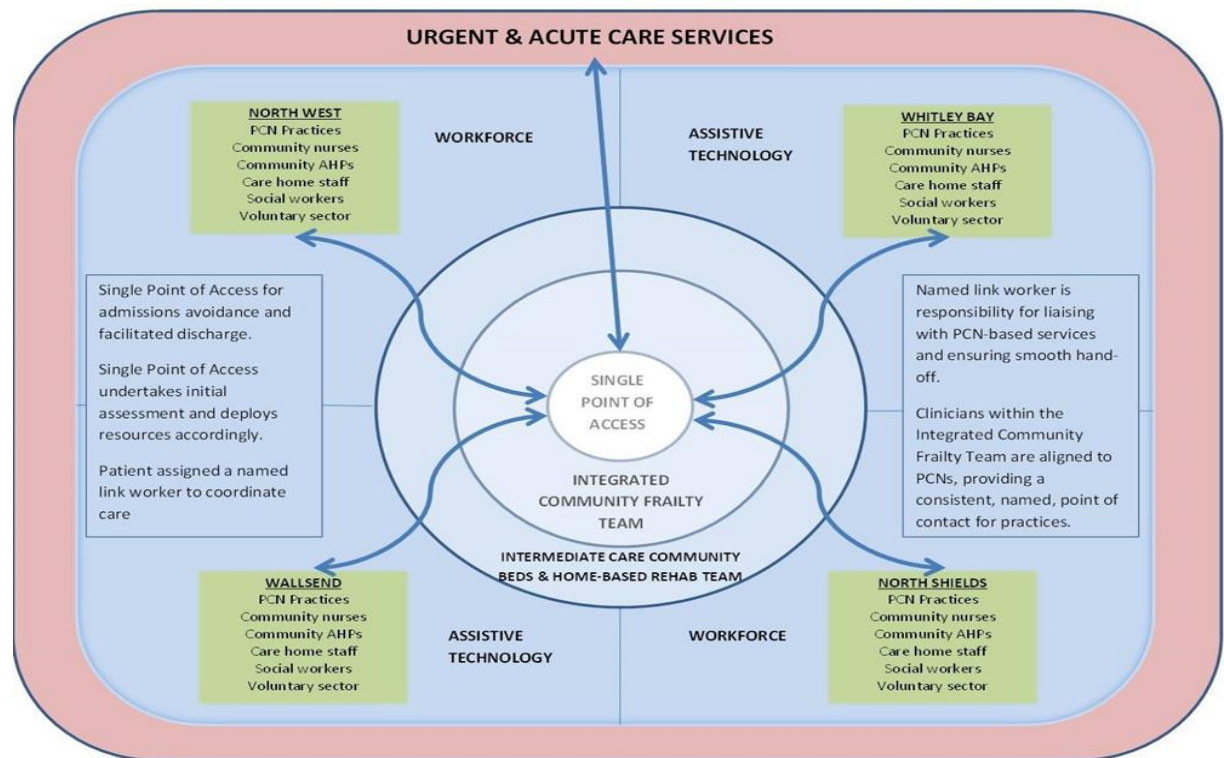 URGENT & ACUTE CARE SERVICES
NORTH WEST
PCN Practices
Community nurses
Community AHPs
Care home staff
Social workers
Voluntary sector
WORKFORCE
ASSISTIVE
TECHNOLOGY
WHITLEY BAY
PCN Practices
Community nurses
Community AHPs
Care home staff
Social workers
Voluntary sector
Single Point of Access for
admissions avoidance and
facilitated discharge.
Single Point of Access
undertakes initial
assessment and deploys
resources accordingly.
Patient assigned a named
link worker to coordinate
care
SINGLE
POINT OF
ACCESS
INTEGRATED
COMMUNITY FRAILTY
TEAM
INTERMEDIATE CARE COMMUNITY
BEDS & HOME-BASED REHAB TEAM
Named link worker is
responsibility for liaising
with PCN-based services
and ensuring smooth hand-
off.
Clinicians within the
Integrated Community
Frailty Team are aligned to
PCNs, providing a
consistent, named, point of
contact for practices.
WALLSEND
PCN Practices
Community nurses
Community AHPs
Care home staff
Social workers
Voluntary sector
ASSISTIVE
TECHNOLOGY
WORKFORCE
NORTH SHIELDS
PCN Practices
Community nurses
Community AHPs
Care home staff
Social workers
Voluntary sector